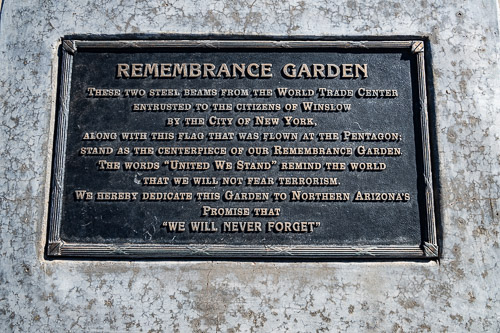 REMEMBRANCE GARDEN
THESE TWO STEEL BEAMS FROM THE WORLD TRADE CENTER
ENTRUSTED TO THE CITIZENS OF WINSLOW
BY THE CITY OF NEW YORK,
ALONG WITH THIS FLAG THAT WAS FLOWN AT THE PENTAGON;
STAND AS THE CENTERPIECE OF OUR REMEMBRANCE GARDEN.
THE WORDS "UNITED WE STAND" REMIND THE WORLD
THAT WE WILL NOT FEAR TERRORISM.
WE HEREBY DEDICATE THIS GARDEN TO NORTHERN ARIZONA'S
PROMISE THAT
"WE WILL NEVER FORGET"